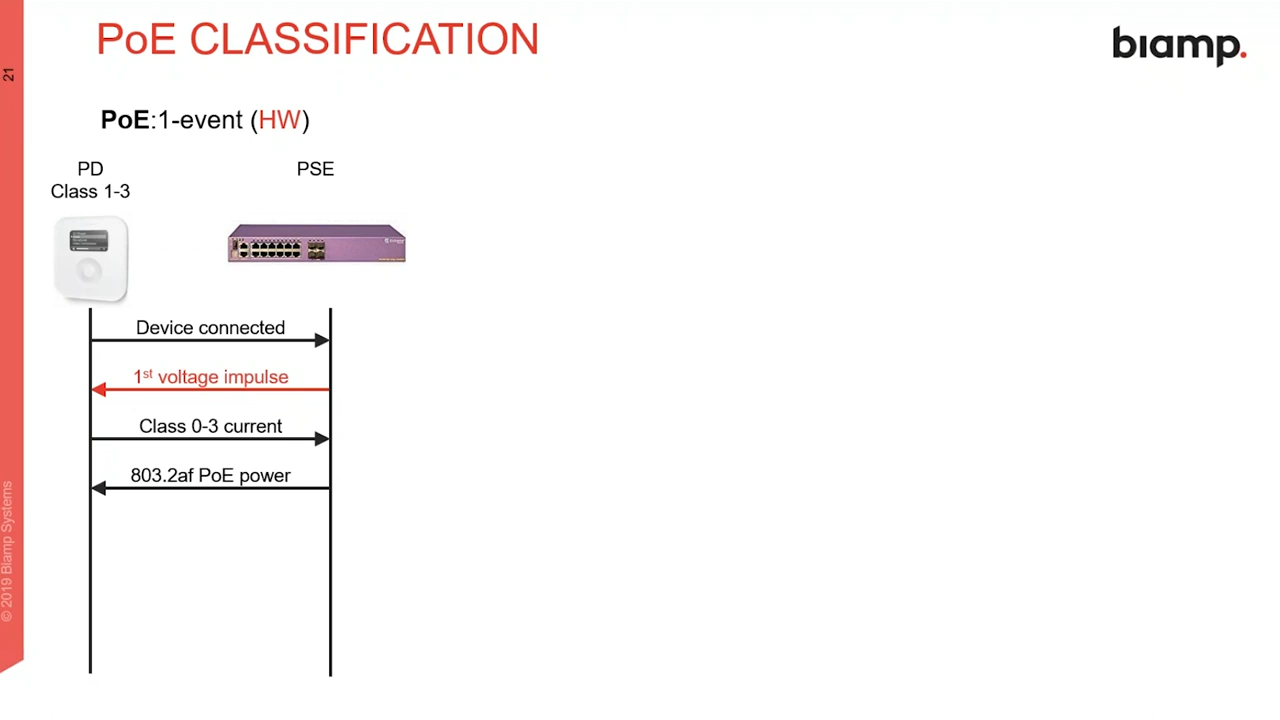 PoE CLASSIFICATION
biamp.
21
PoE:1-event (HW)
PD
Class 1-3
PSE
Device connected
1st voltage impulse
Class 0-3 current
803.2af PoE power
© 2019 Biamp Systems